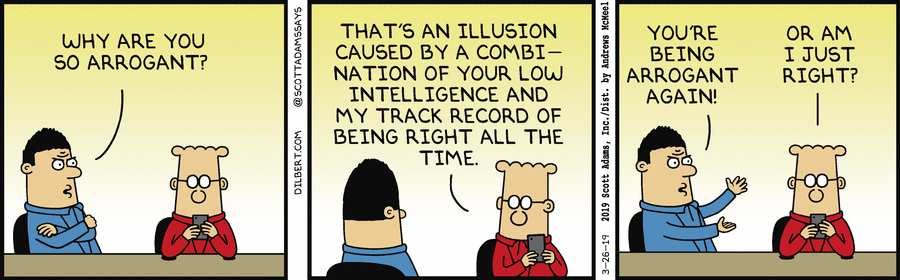 WHY ARE YOU
SO ARROGANT?
DILBERT.COM @SCOTTADAMSSAYS
THAT'S AN ILLUSION
CAUSED BY A COMBI–
NATION OF YOUR LOW
INTELLIGENCE AND
MY TRACK RECORD OF
BEING RIGHT ALL THE
TIME.
3-26-19 2019 Scott Adams, Inc./Dist. by Andrews McMeel
YOU'RE
BEING
ARROGANT
AGAIN!
OR AM
I JUST
RIGHT?